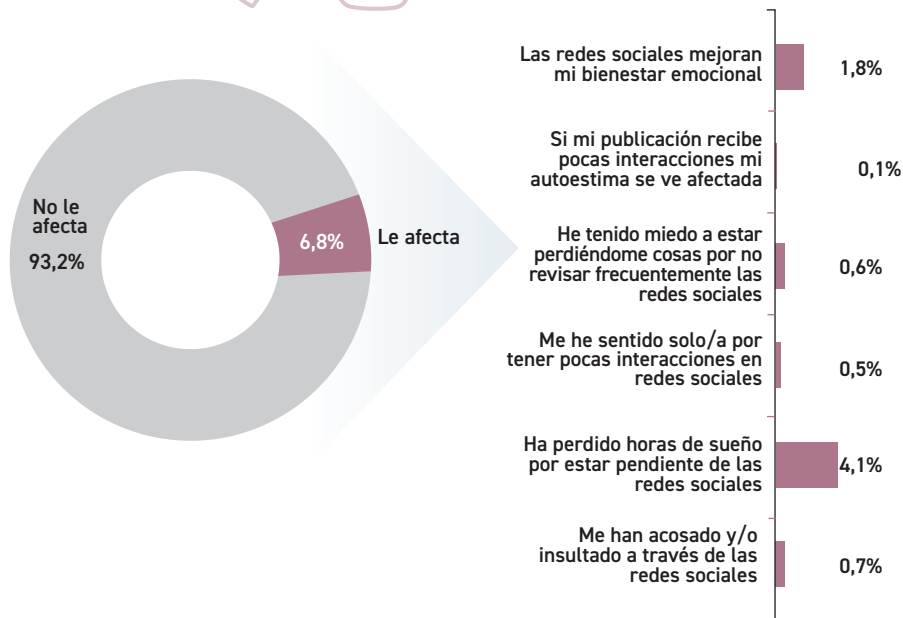 No le
afecta
93,2%
6,8%
Le afecta
Las redes sociales mejoran
mi bienestar emocional
1,8%
Si mi publicación recibe
pocas interacciones mi
autoestima se ve afectada
0,1%
He tenido miedo a estar
perdiéndome cosas por no
revisar frecuentemente las
redes sociales
0,6%
Me he sentido solo/a por
tener pocas interacciones en
redes sociales
0,5%
Ha perdido horas de sueño
por estar pendiente de las
redes sociales
4,1%
Me han acosado y/o
insultado a través de las
redes sociales
0,7%